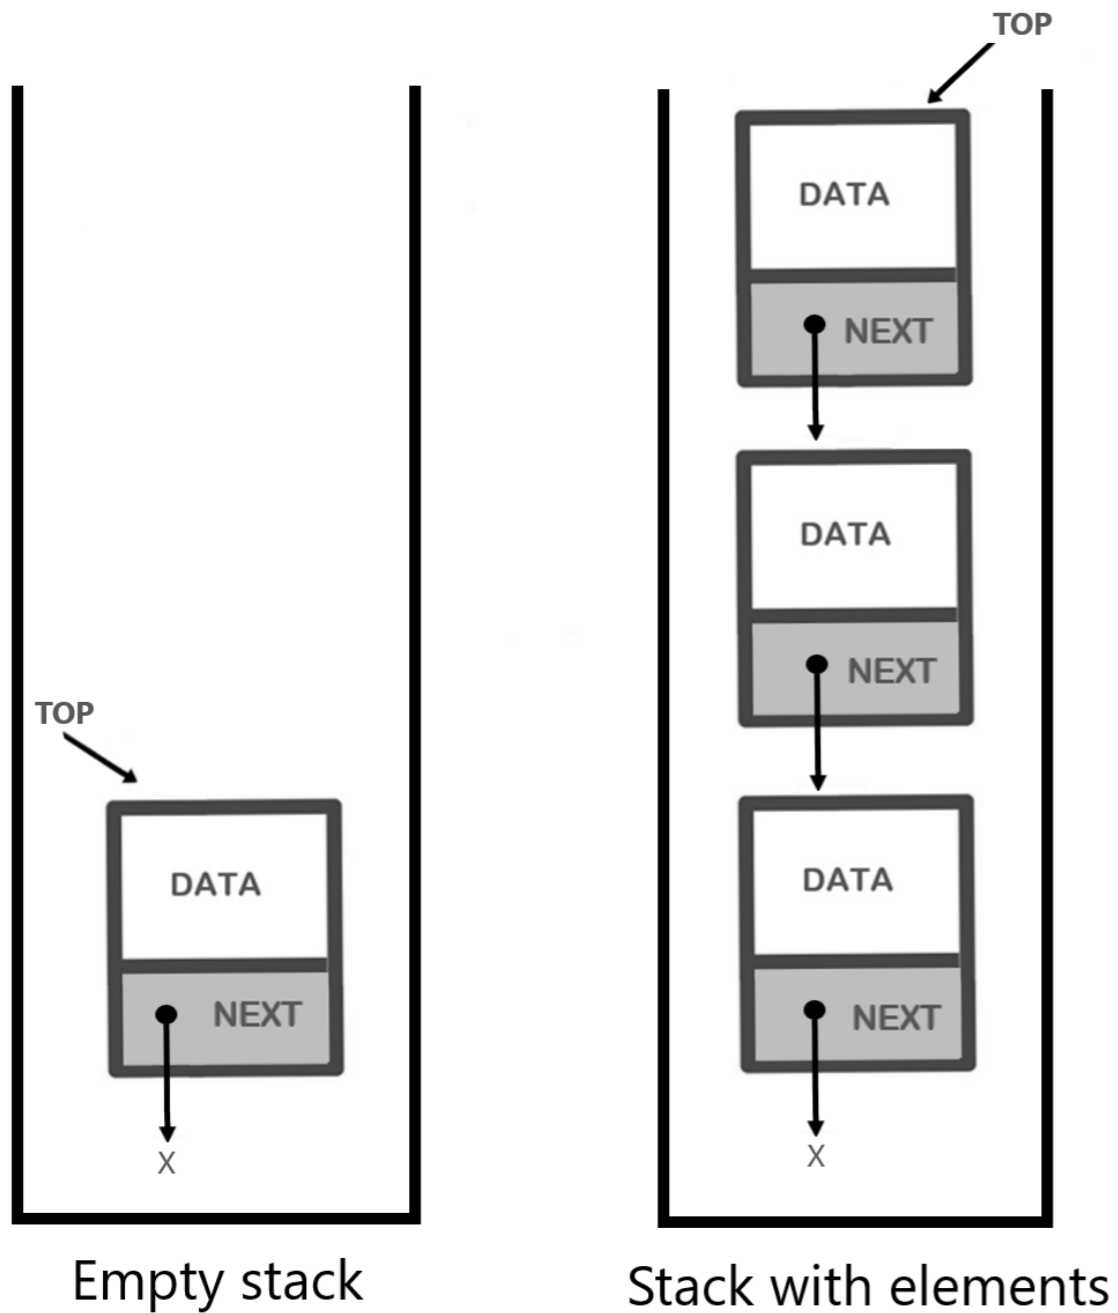 TOP
DATA
NEXT
X
Empty stack
TOP
DATA
NEXT
DATA
NEXT
DATA
NEXT
X
Stack with elements